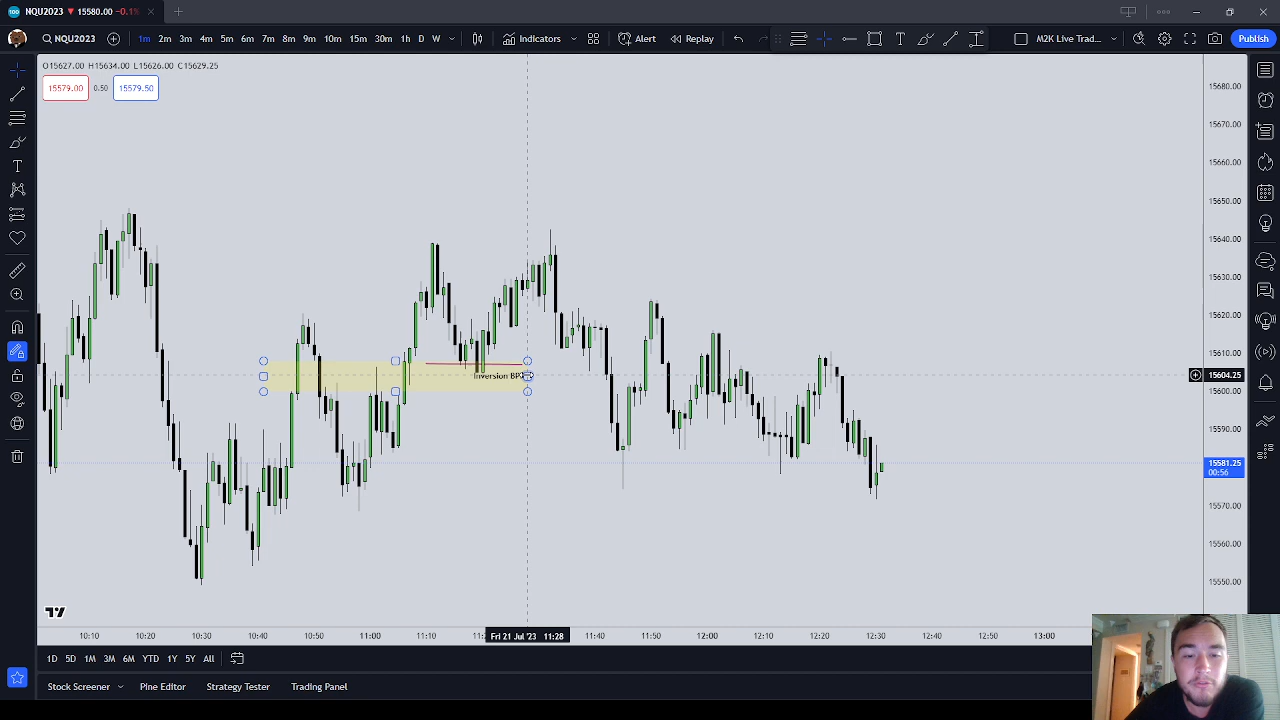 NQU2023 15580.00 −0.1%
NQU2023 1m 2m 3m 4m 5m 6m 7m 8m 9m 10m 15m 30m 1h D W Indicators Alert Replay M2K Live Trad... Publish
O15627.00 H15634.00 L15626.00 C15629.25
15579.00 0.50 15579.50
15680.00
15670.00
15660.00
15650.00
15640.00
15630.00
15620.00
15610.00
15604.25
15600.00
15590.00
15581.25
00:56
15570.00
15560.00
15550.00
Inversion
10:10 10:20 10:30 10:40 10:50 11:00 11:10 Fri 21 Jul '23 11:28 11:40 11:50 12:00 12:10 12:20 12:30 12:40 12:50 13:00
1D 5D 1M 3M 6M YTD 1Y 5Y All
Stock Screener Pine Editor Strategy Tester Trading Panel